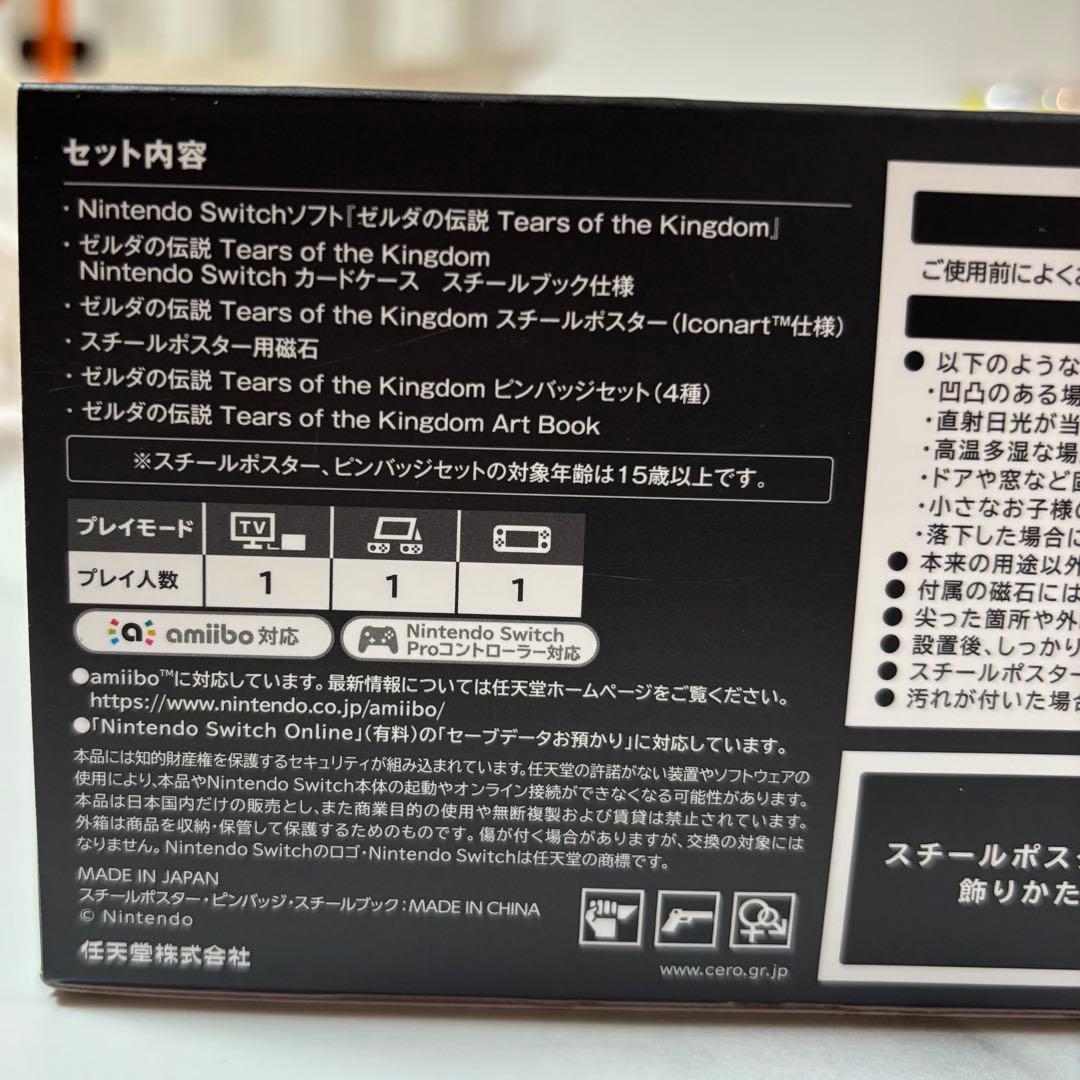 セット内容
・Nintendo Switchソフト『ゼルダの伝説 Tears of the Kingdom』
・ゼルダの伝説 Tears of the Kingdom
Nintendo Switch カードケース　スチールブック仕様
・ゼルダの伝説 Tears of the Kingdom スチールポスター（Iconart™仕様）
・スチールポスター用磁石
・ゼルダの伝説 Tears of the Kingdom ピンバッジセット（4種）
・ゼルダの伝説 Tears of the Kingdom Art Book
※スチールポスター、ピンバッジセットの対象年齢は15歳以上です。
プレイモード TV
プレイ人数 1 1 1
amiibo 対応
Nintendo Switch
Proコントローラー対応
●amiibo™に対応しています。最新情報については任天堂ホームページをご覧ください。
https://www.nintendo.co.jp/amiibo/
●「Nintendo Switch Online」（有料）の「セーブデータお預かり」に対応しています。
本品には知的財産権を保護するセキュリティが組み込まれています。任天堂の許諾がない装置やソフトウェアの
使用により、本品やNintendo Switch本体の起動やオンライン接続ができなくなる可能性があります。
本品は日本国内だけの販売とし、また商業目的の使用や無断複製および賃貸は禁止されています。
外箱は商品を収納・保管して保護するためのものです。傷が付く場合がありますが、交換の対象には
なりません。Nintendo Switchのロゴ・Nintendo Switchは任天堂の商標です。
MADE IN JAPAN
スチールポスター・ピンバッジ・スチールブック：MADE IN CHINA
© Nintendo
任天堂株式会社
www.cero.gr.jp
ご使用前によくお
● 以下のような
・凹凸のある場
・直射日光が当
・高温多湿な場
・ドアや窓など固
・小さなお子様の
・落下した場合に
● 本来の用途以外
● 付属の磁石には
● 尖った箇所や外
● 設置後、しっかり
● スチールポスター
● 汚れが付いた場合
スチールポス
飾りかた